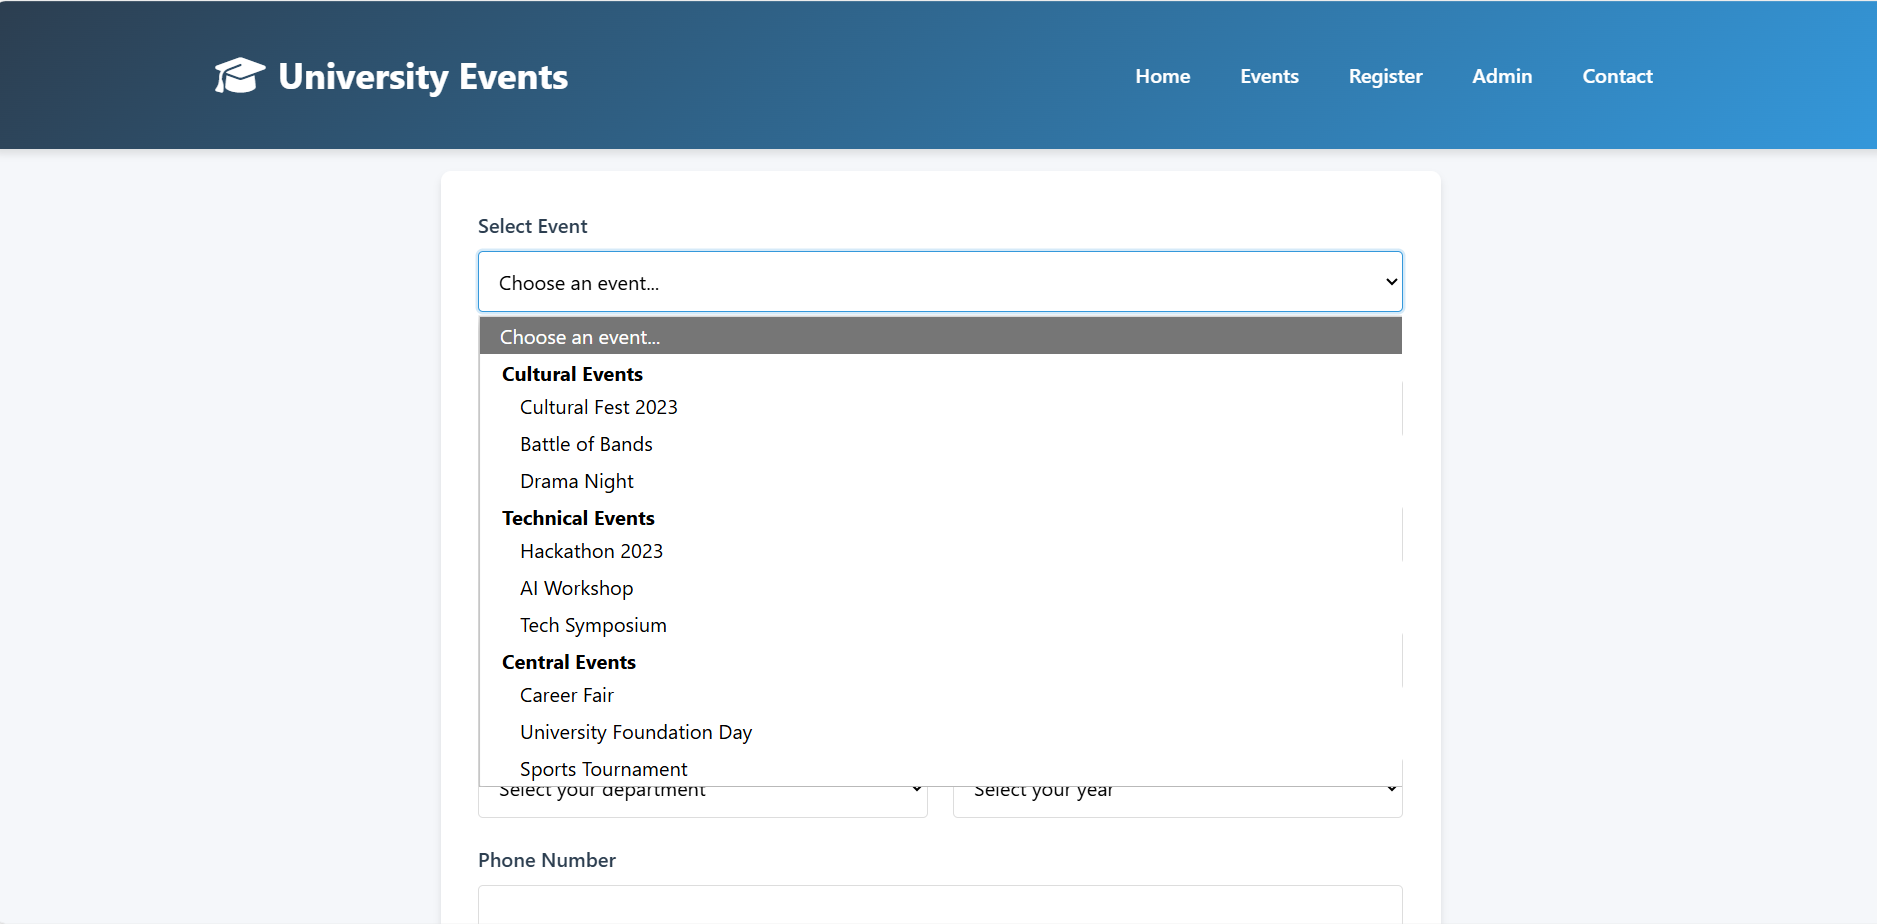 University Events
Home Events Register Admin Contact
Select Event
Choose an event...
Choose an event...
Cultural Events
Cultural Fest 2023
Battle of Bands
Drama Night
Technical Events
Hackathon 2023
AI Workshop
Tech Symposium
Central Events
Career Fair
University Foundation Day
Sports Tournament
Select your department Select your year
Phone Number